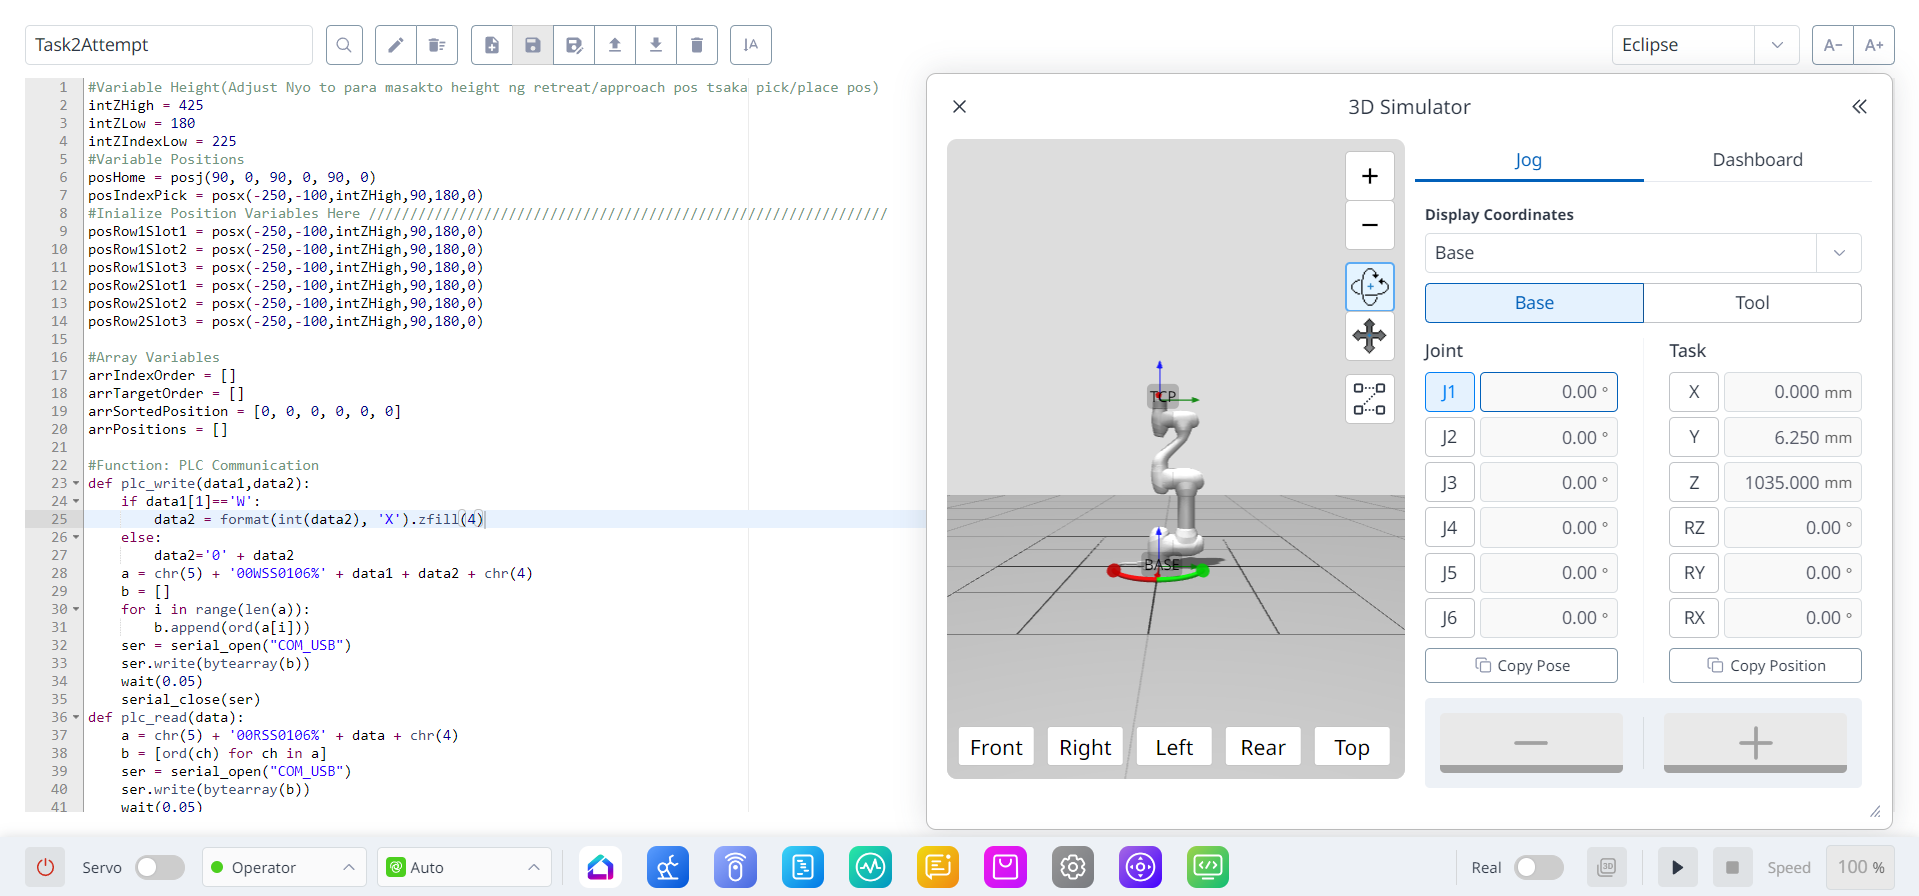 Task2Attempt
A
A−
A+
Eclipse
1 #Variable Height(Adjust Nyo to para masakto height ng retreat/approach pos tsaka pick/place pos)
2 intZHigh = 425
3 intZLow = 180
4 intZIndexLow = 225
5 #Variable Positions
6 posHome = posj(90, 0, 90, 0, 90, 0)
7 posIndexPick = posx(-250,-100,intZHigh,90,180,0)
8 #Inialize Position Variables Here ///////////////////////////////////////////////////////////////
9 posRow1Slot1 = posx(-250,-100,intZHigh,90,180,0)
10 posRow1Slot2 = posx(-250,-100,intZHigh,90,180,0)
11 posRow1Slot3 = posx(-250,-100,intZHigh,90,180,0)
12 posRow2Slot1 = posx(-250,-100,intZHigh,90,180,0)
13 posRow2Slot2 = posx(-250,-100,intZHigh,90,180,0)
14 posRow2Slot3 = posx(-250,-100,intZHigh,90,180,0)
15
16 #Array Variables
17 arrIndexOrder = []
18 arrTargetOrder = []
19 arrSortedPosition = [0, 0, 0, 0, 0, 0]
20 arrPositions = []
21
22 #Function: PLC Communication
23 def plc_write(data1,data2):
24 if data1[1]=='W':
25 data2 = format(int(data2), 'X').zfill(4)
26 else:
27 data2='0' + data2
28 a = chr(5) + '00WSS0106%' + data1 + data2 + chr(4)
29 b = []
30 for i in range(len(a)):
31 b.append(ord(a[i]))
32 ser = serial_open("COM_USB")
33 ser.write(bytearray(b))
34 wait(0.05)
35 serial_close(ser)
36 def plc_read(data):
37 a = chr(5) + '00RSS0106%' + data + chr(4)
38 b = [ord(ch) for ch in a]
39 ser = serial_open("COM_USB")
40 ser.write(bytearray(b))
41 wait(0.05)
3D Simulator
TCP
BASE
Front Right Left Rear Top
Jog Dashboard
Display Coordinates
Base
Base Tool
Joint Task
J1 0.00 ° X 0.000 mm
J2 0.00 ° Y 6.250 mm
J3 0.00 ° Z 1035.000 mm
J4 0.00 ° RZ 0.00 °
J5 0.00 ° RY 0.00 °
J6 0.00 ° RX 0.00 °
Copy Pose Copy Position
Servo Operator Auto Real 3D Speed 100 %